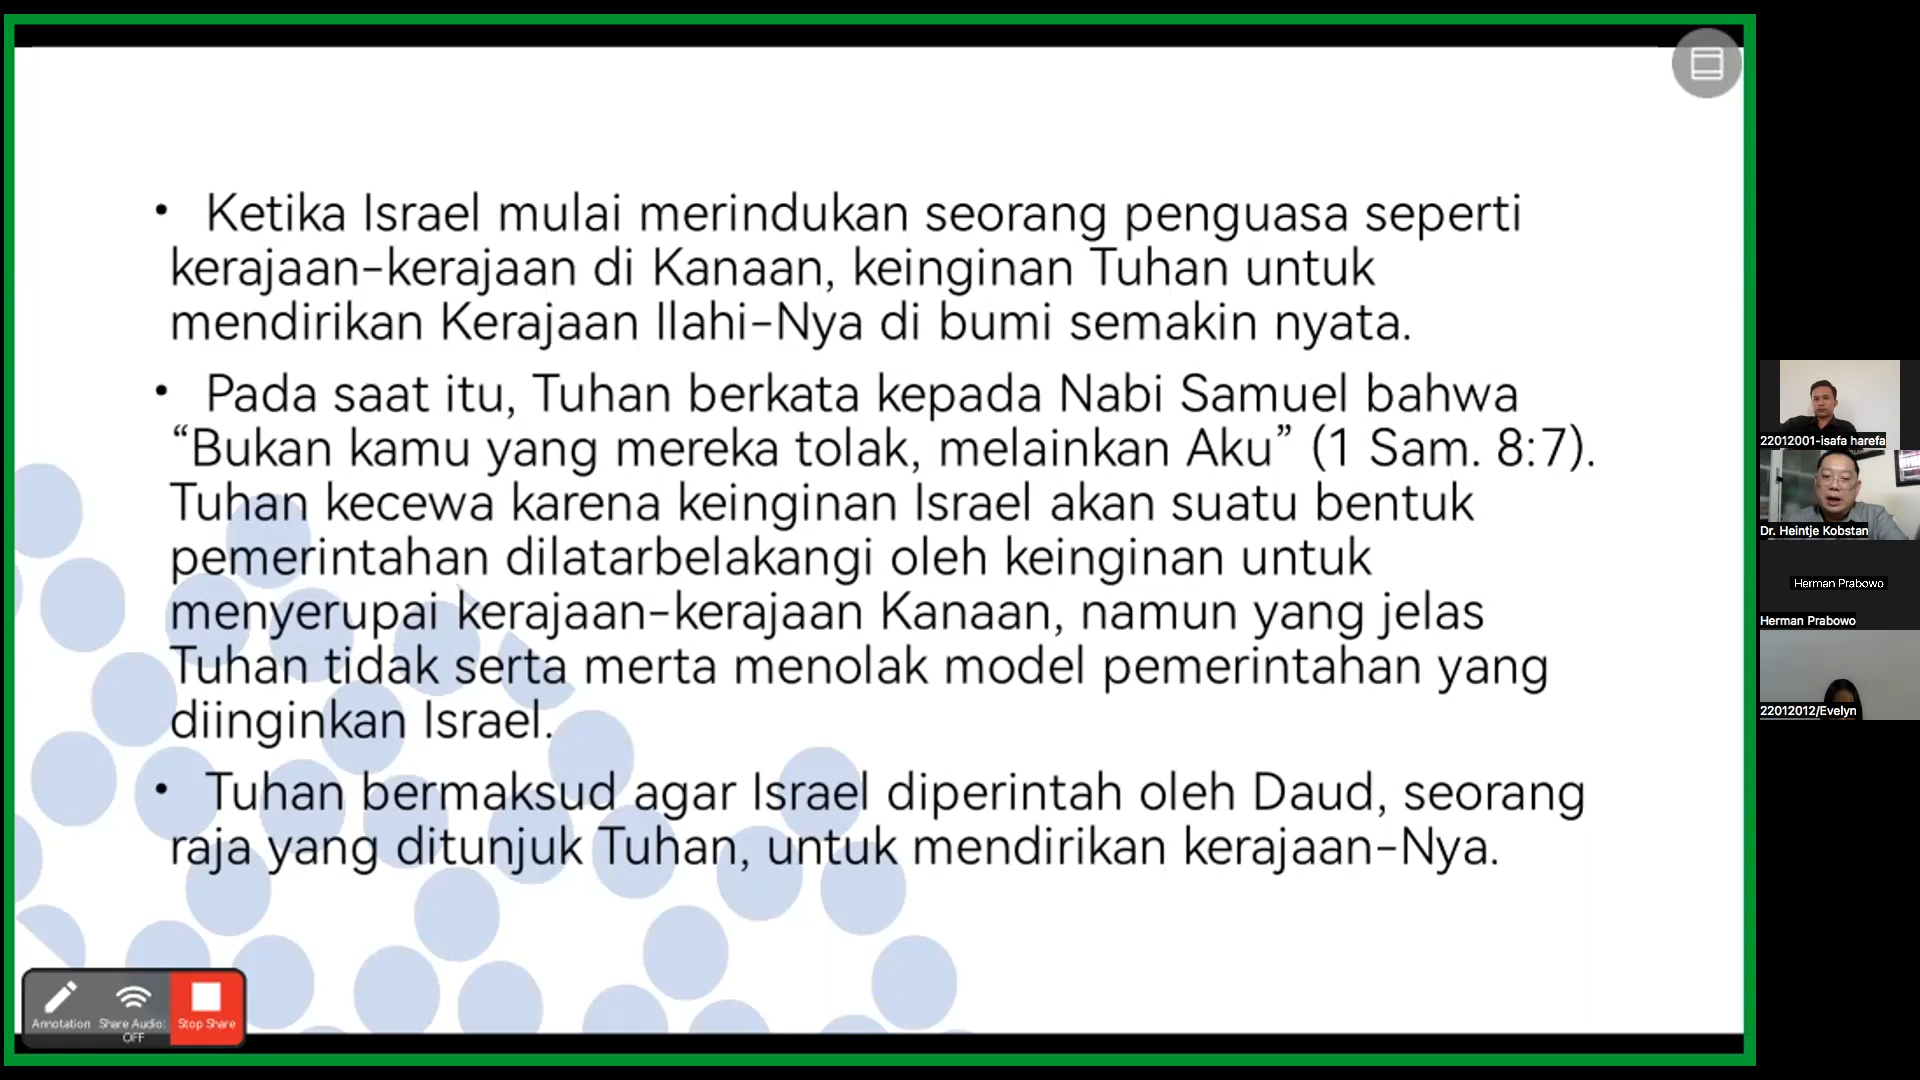 • Ketika Israel mulai merindukan seorang penguasa seperti
kerajaan-kerajaan di Kanaan, keinginan Tuhan untuk
mendirikan Kerajaan Ilahi-Nya di bumi semakin nyata.
• Pada saat itu, Tuhan berkata kepada Nabi Samuel bahwa
“Bukan kamu yang mereka tolak, melainkan Aku” (1 Sam. 8:7).
Tuhan kecewa karena keinginan Israel akan suatu bentuk
pemerintahan dilatarbelakangi oleh keinginan untuk
menyerupai kerajaan-kerajaan Kanaan, namun yang jelas
Tuhan tidak serta merta menolak model pemerintahan yang
diinginkan Israel.
• Tuhan bermaksud agar Israel diperintah oleh Daud, seorang
raja yang ditunjuk Tuhan, untuk mendirikan kerajaan-Nya.
Annotation
Share Audio:
OFF
Stop Share
22012001-isafa harefa
Dr. Heintje Kobstan
Herman Prabowo
Herman Prabowo
22012012/Evelyn